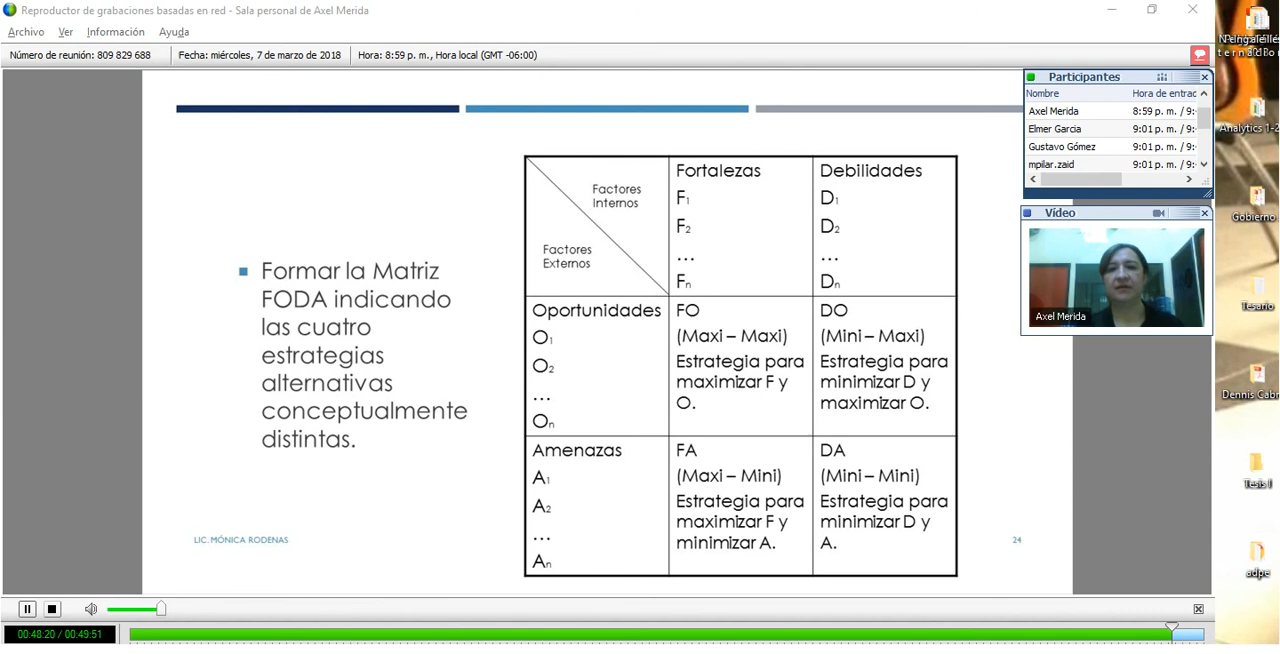 Reproductor de grabaciones basadas en red - Sala personal de Axel Merida
Archivo Ver Información Ayuda
Número de reunión: 809 829 688 Fecha: miércoles, 7 de marzo de 2018 Hora: 8:59 p. m., Hora local (GMT -06:00)
Participantes
Nombre Hora de entrac
Axel Merida 8:59 p. m. / 9:
Elmer Garcia 9:01 p. m. / 9:
Gustavo Gómez 9:01 p. m. / 9:
mpilar.zaid 9:01 p. m. / 9:
Vídeo
Axel Merida
Formar la Matriz
FODA indicando
las cuatro
estrategias
alternativas
conceptualmente
distintas.
Factores
Internos
Factores
Externos
Fortalezas
F1
F2
...
Fn
Debilidades
D1
D2
...
Dn
Oportunidades
O1
O2
...
On
FO
(Maxi – Maxi)
Estrategia para
maximizar F y
O.
DO
(Mini – Maxi)
Estrategia para
minimizar D y
maximizar O.
Amenazas
A1
A2
...
An
FA
(Maxi – Mini)
Estrategia para
maximizar F y
minimizar A.
DA
(Mini – Mini)
Estrategia para
minimizar D y
A.
LIC. MÓNICA RODENAS
24
00:48:20 / 00:49:51
Analytics 1-2
Gobierno
Tesario
Dennis Cabr
Tesis I
adpe